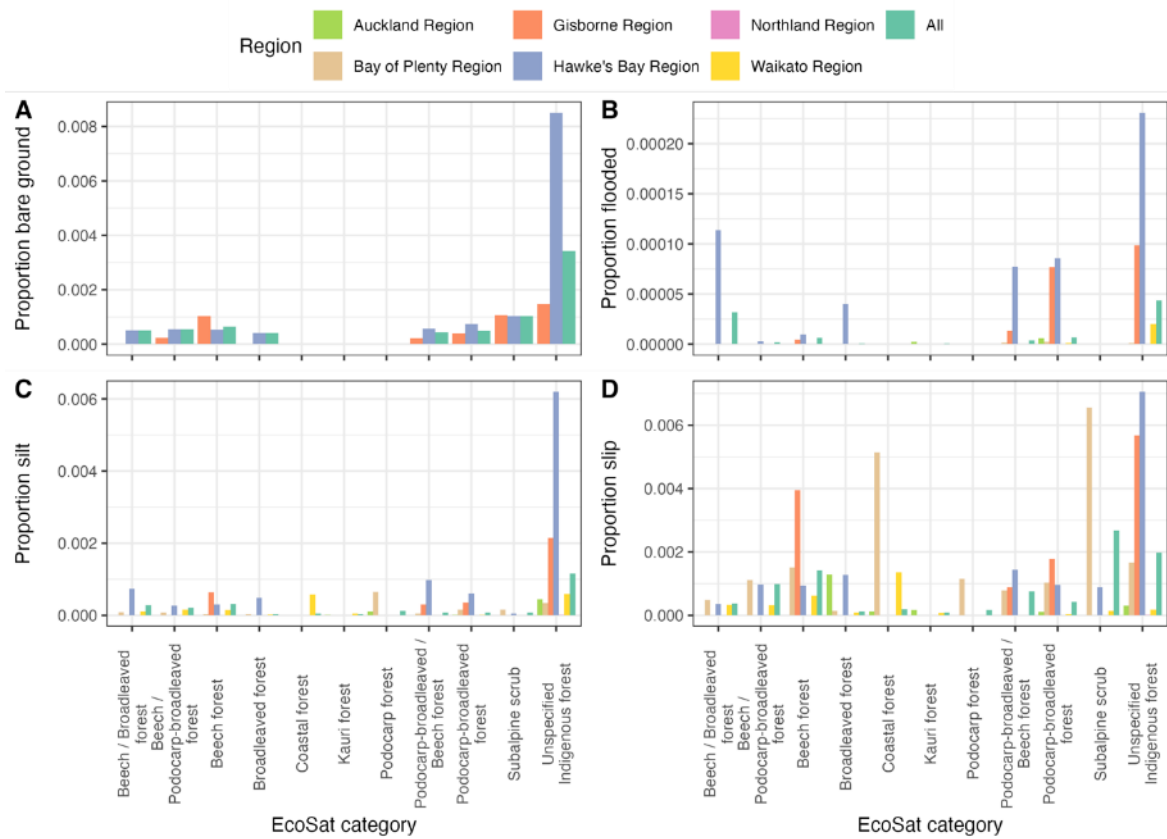 Region
Auckland Region
Gisborne Region
Northland Region
All
Bay of Plenty Region
Hawke's Bay Region
Waikato Region
A
Proportion bare ground
0.008
0.006
0.004
0.002
0.000
B
Proportion flooded
0.00020
0.00015
0.00010
0.00005
0.00000
C
Proportion silt
0.006
0.004
0.002
0.000
D
Proportion slip
0.006
0.004
0.002
0.000
Beech / Broadleaved
forest
Beech /
Podocarp-broadleaved
forest
Beech forest
Broadleaved forest
Coastal forest
Kauri forest
Podocarp forest
Podocarp-broadleaved /
Beech forest
Podocarp-broadleaved
forest
Subalpine scrub
Unspecified
Indigenous forest
EcoSat category
Beech / Broadleaved
forest
Beech /
Podocarp-broadleaved
forest
Beech forest
Broadleaved forest
Coastal forest
Kauri forest
Podocarp forest
Podocarp-broadleaved /
Beech forest
Podocarp-broadleaved
forest
Subalpine scrub
Unspecified
Indigenous forest
EcoSat category